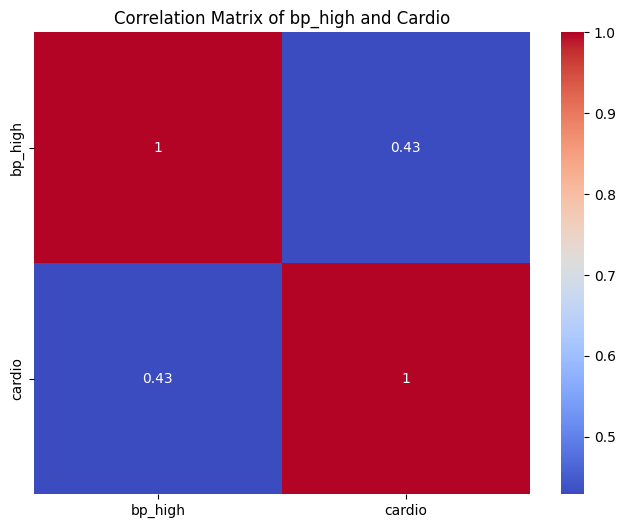 Correlation Matrix of bp_high and Cardio
bp_high
1
0.43
cardio
0.43
1
bp_high
cardio
1.0
0.9
0.8
0.7
0.6
0.5